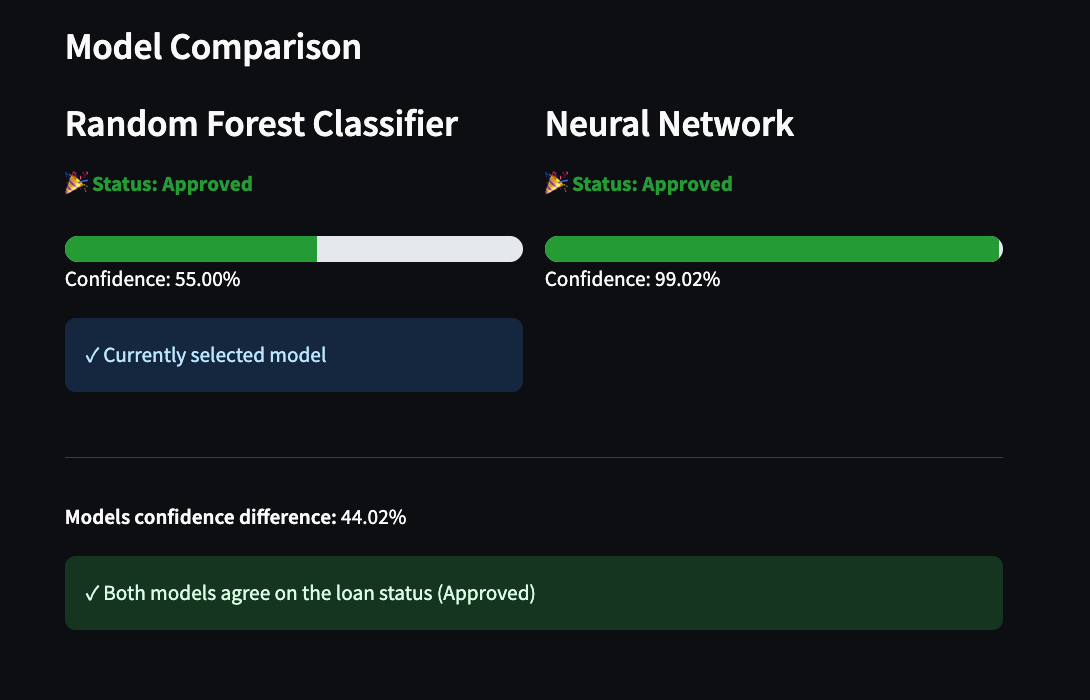 Model Comparison
Random Forest Classifier
🎉 Status: Approved
Confidence: 55.00%
✓ Currently selected model
Neural Network
🎉 Status: Approved
Confidence: 99.02%
Models confidence difference: 44.02%
✓ Both models agree on the loan status (Approved)